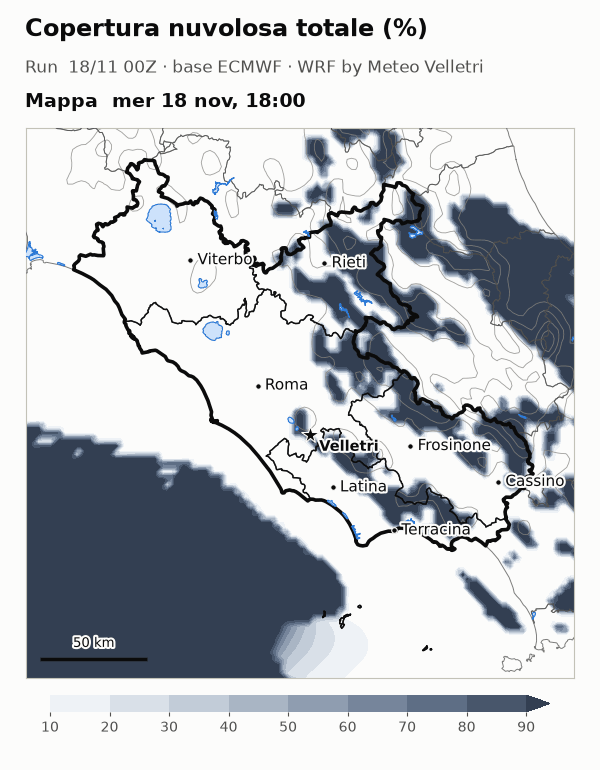 Copertura nuvolosa totale (%)
Run 18/11 00Z · base ECMWF · WRF by Meteo Velletri
Mappa mer 18 nov, 18:00
Viterbo
Rieti
Roma
Velletri
Frosinone
Cassino
Latina
Terracina
50 km
10 20 30 40 50 60 70 80 90